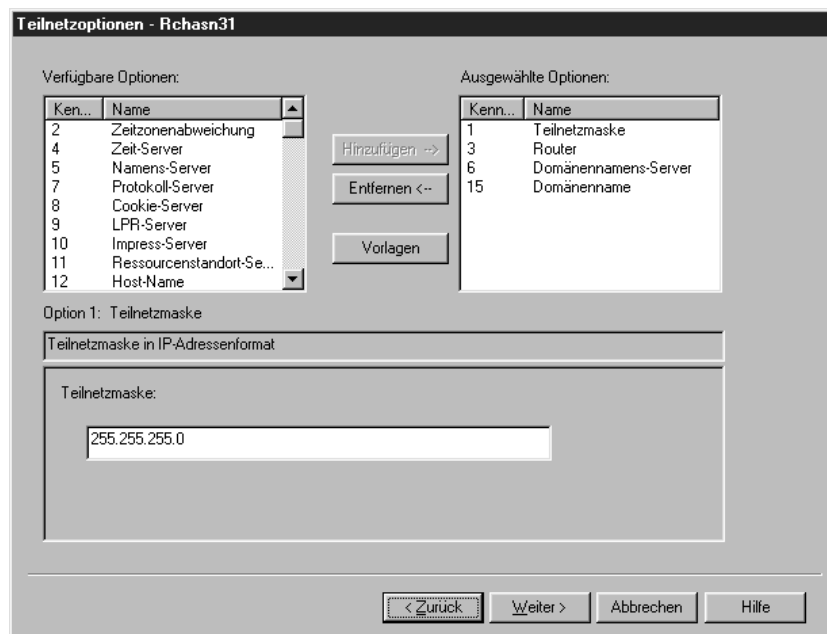 Teilnetzoptionen - Rchasn31
Verfügbare Optionen:
Ken... Name
2 Zeitzonenabweichung
4 Zeit-Server
5 Namens-Server
7 Protokoll-Server
8 Cookie-Server
9 LPR-Server
10 Impress-Server
11 Ressourcenstandort-Se...
12 Host-Name
Hinzufügen -->
Entfernen <--
Vorlagen
Ausgewählte Optionen:
Kenn... Name
1 Teilnetzmaske
3 Router
6 Domänennamens-Server
15 Domänenname
Option 1: Teilnetzmaske
Teilnetzmaske in IP-Adressenformat
Teilnetzmaske:
255.255.255.0
< Zurück Weiter > Abbrechen Hilfe